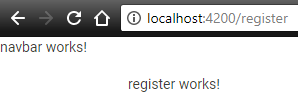 localhost:4200/register
navbar works!
register works!